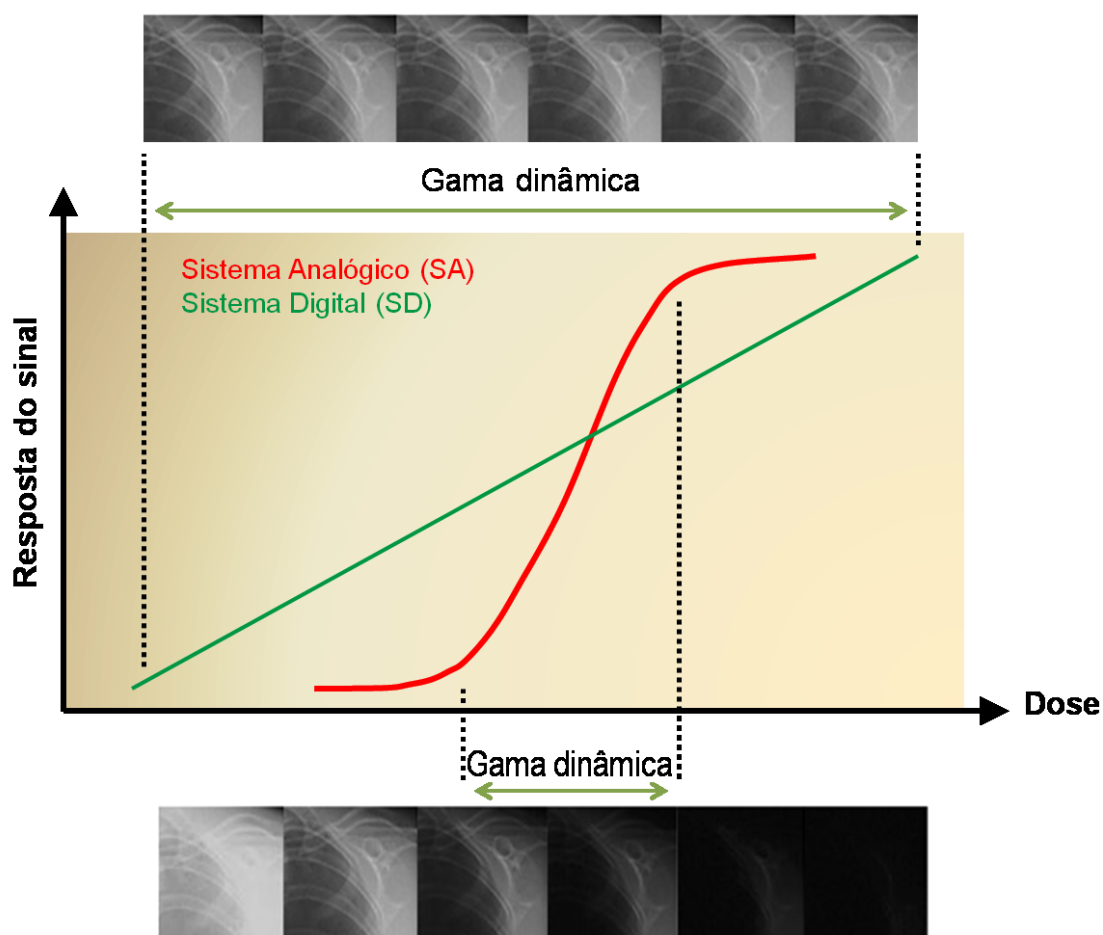 Gama dinâmica
Sistema Analógico (SA)
Sistema Digital (SD)
Resposta do sinal
Dose
Gama dinâmica